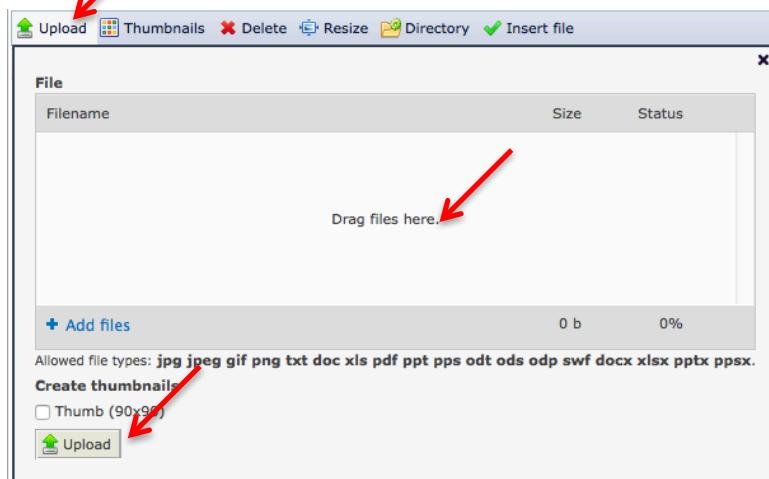 Upload Thumbnails Delete Resize Directory Insert file
File
Filename Size Status
Drag files here.
Add files 0 b 0%
Allowed file types: jpg jpeg gif png txt doc xls pdf ppt pps odt ods odp swf docx xlsx pptx ppsx.
Create thumbnails
Thumb (90x90)
Upload